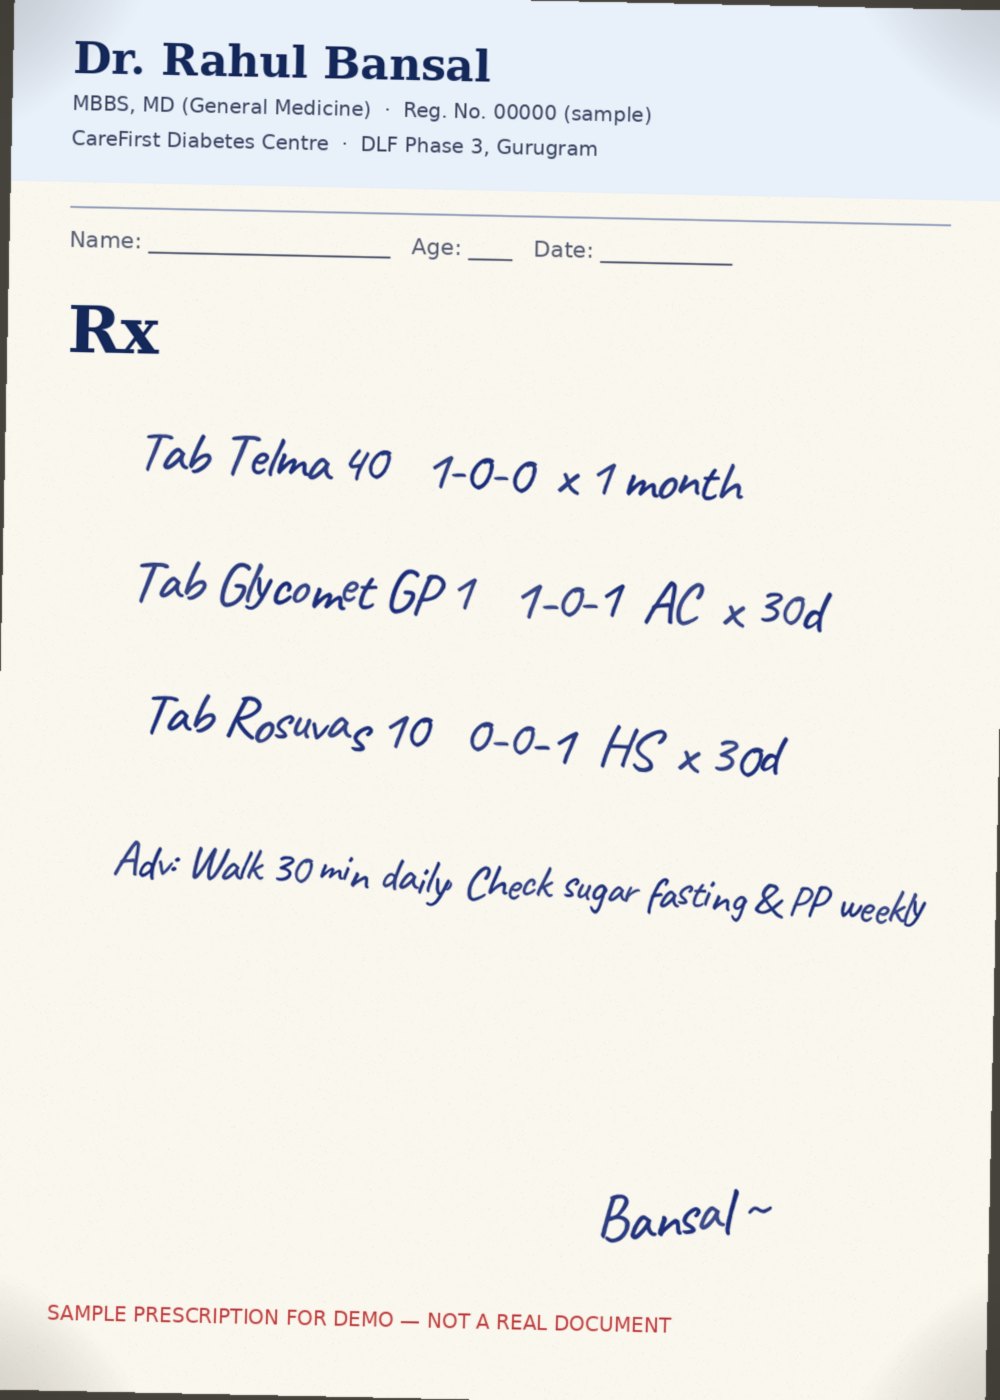 Dr. Rahul Bansal
MBBS, MD (General Medicine) · Reg. No. 00000 (sample)
CareFirst Diabetes Centre · DLF Phase 3, Gurugram
Name: ____________________ Age: ____ Date: ___________
Rx
Tab Telma 40 1-0-0 x 1 month
Tab Glycomet GP 1 1-0-1 AC x 30d
Tab Rosuvas 10 0-0-1 HS x 30d
Adv: Walk 30 min daily Check sugar fasting & PP weekly
Bansal ~
SAMPLE PRESCRIPTION FOR DEMO — NOT A REAL DOCUMENT